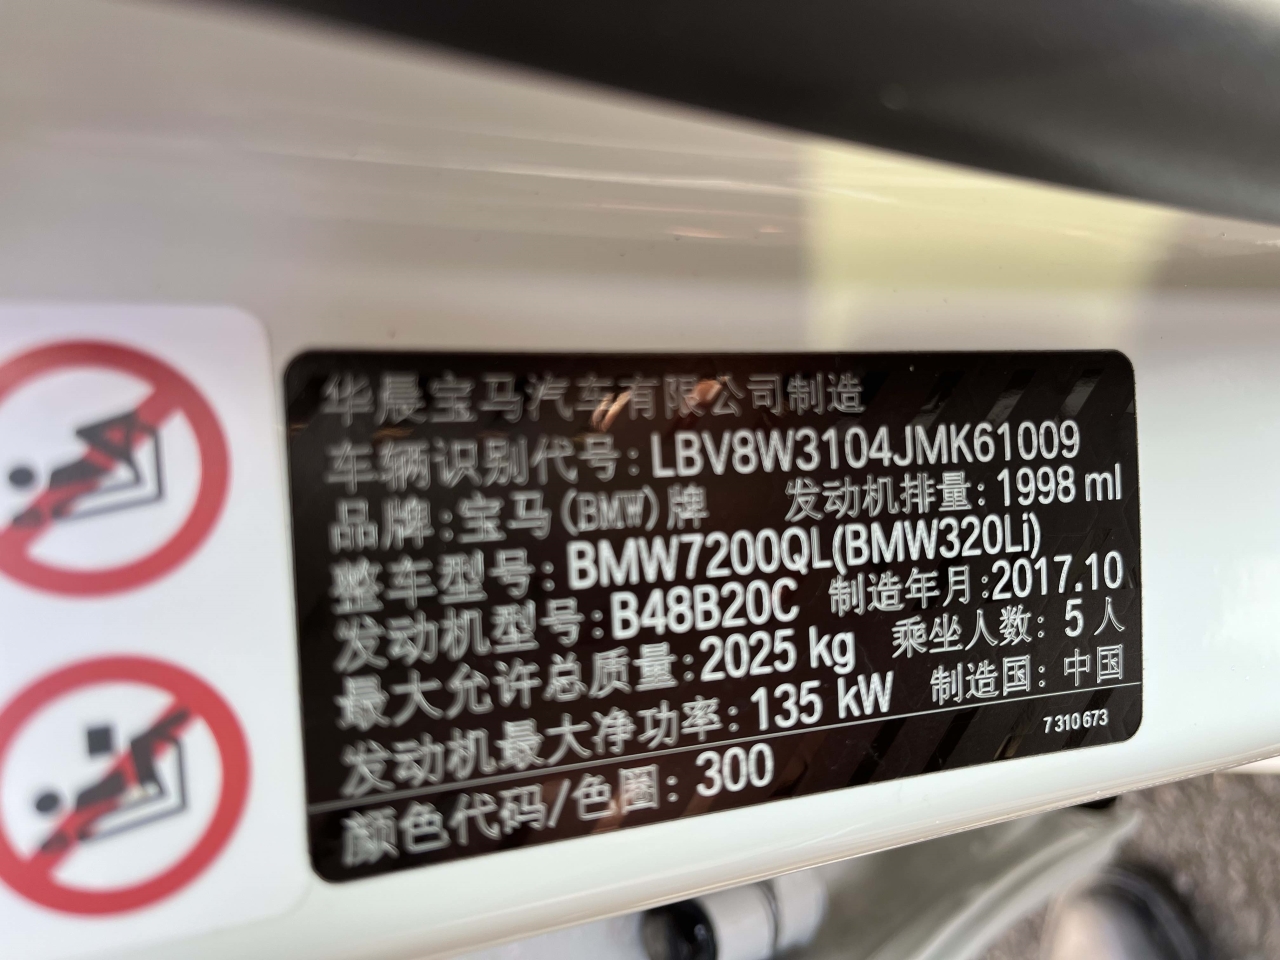 华晨宝马汽车有限公司制造
车辆识别代号：LBV8W3104JMK61009
品牌：宝马(BMW)牌 发动机排量：1998 ml
整车型号：BMW7200QL(BMW320Li)
发动机型号：B48B20C 制造年月：2017.10
最大允许总质量：2025 kg 乘坐人数：5 人
发动机最大净功率：135 kW 制造国：中国
7 310 673
颜色代码/色圈：300